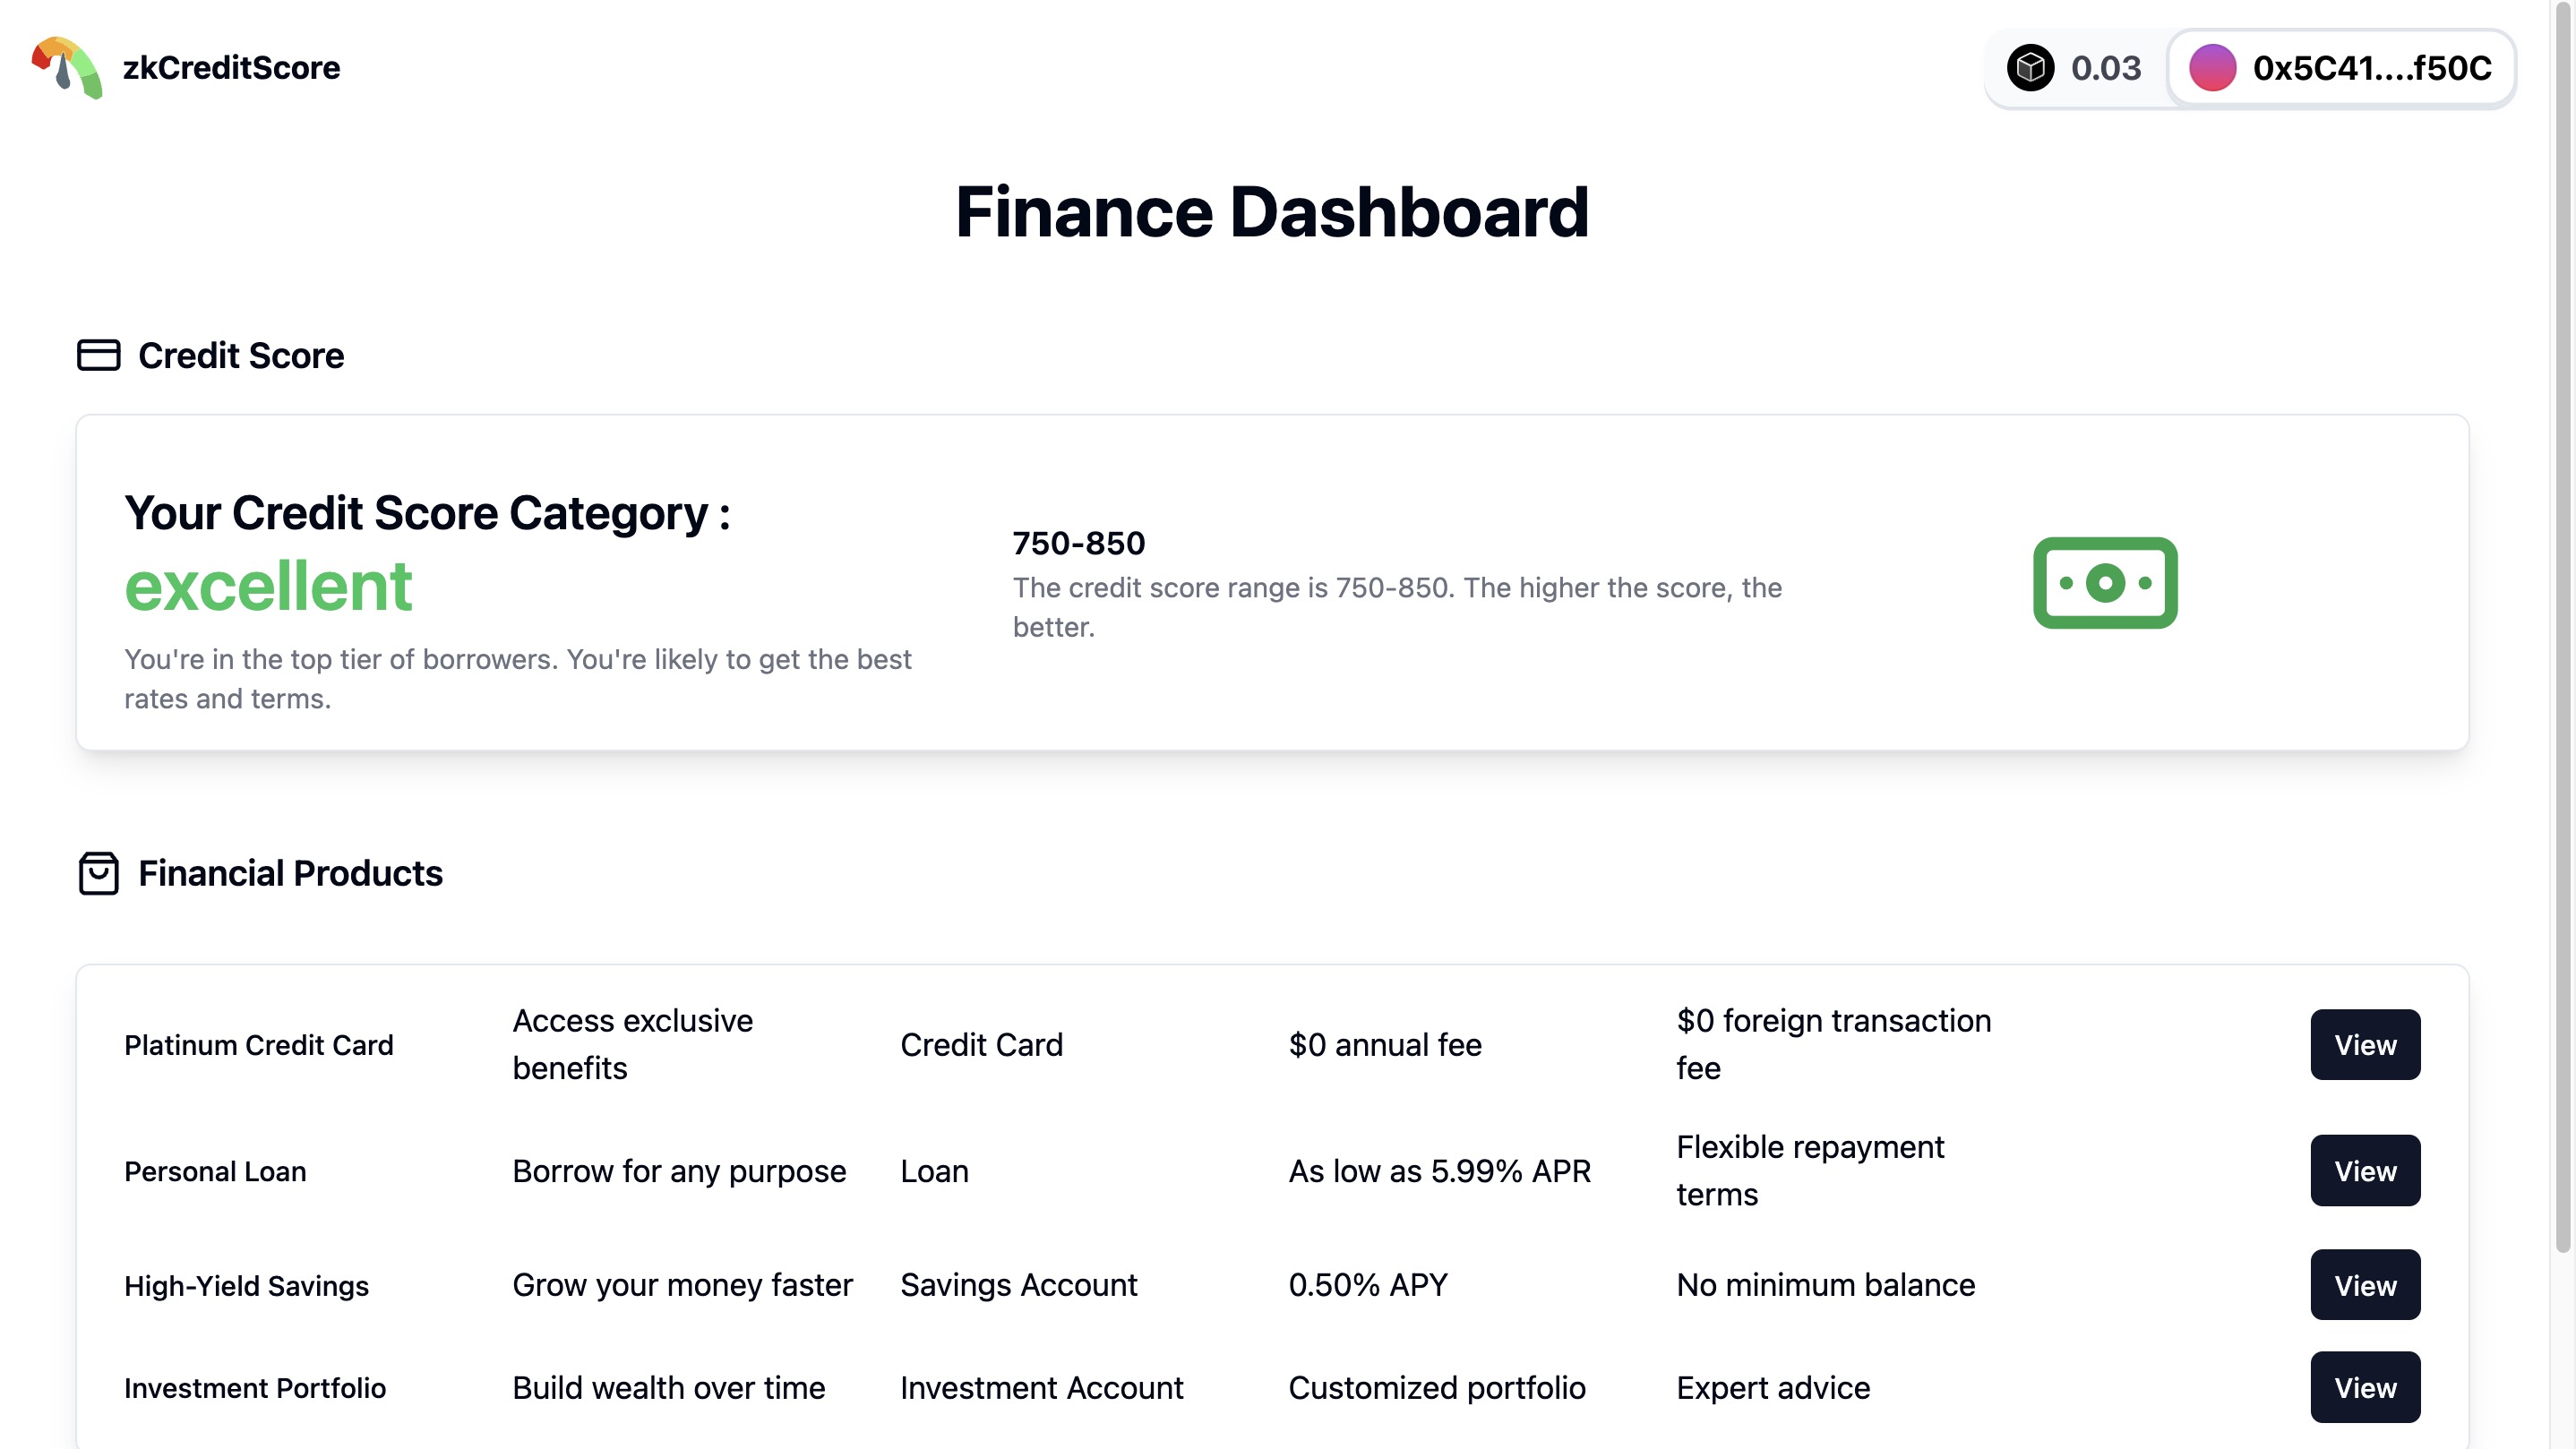 zkCreditScore
0.03
0x5C41....f50C
Finance Dashboard
Credit Score
Your Credit Score Category :
excellent
You're in the top tier of borrowers. You're likely to get the best
rates and terms.
750-850
The credit score range is 750-850. The higher the score, the
better.
Financial Products
Platinum Credit Card
Access exclusive
benefits
Credit Card
$0 annual fee
$0 foreign transaction
fee
View
Personal Loan
Borrow for any purpose
Loan
As low as 5.99% APR
Flexible repayment
terms
View
High-Yield Savings
Grow your money faster
Savings Account
0.50% APY
No minimum balance
View
Investment Portfolio
Build wealth over time
Investment Account
Customized portfolio
Expert advice
View